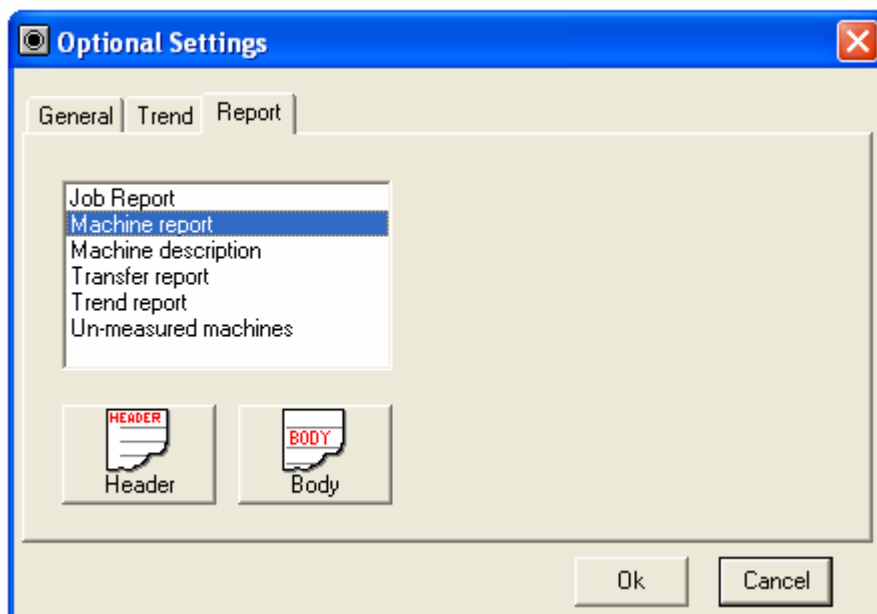 Optional Settings
General Trend Report
Job Report
Machine report
Machine description
Transfer report
Trend report
Un-measured machines
HEADER BODY
Header Body
Ok Cancel